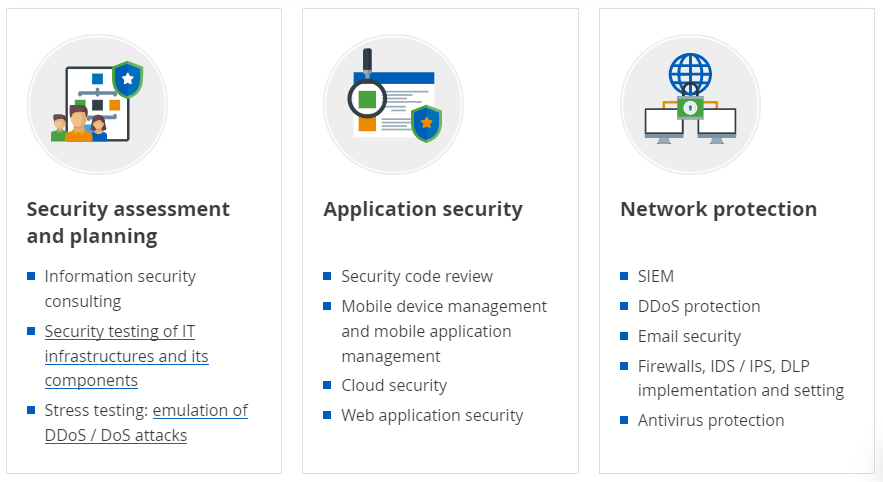 Security assessment
and planning
Information security
consulting
Security testing of IT
infrastructures and its
components
Stress testing: emulation of
DDoS / DoS attacks
Application security
Security code review
Mobile device management
and mobile application
management
Cloud security
Web application security
Network protection
SIEM
DDoS protection
Email security
Firewalls, IDS / IPS, DLP
implementation and setting
Antivirus protection